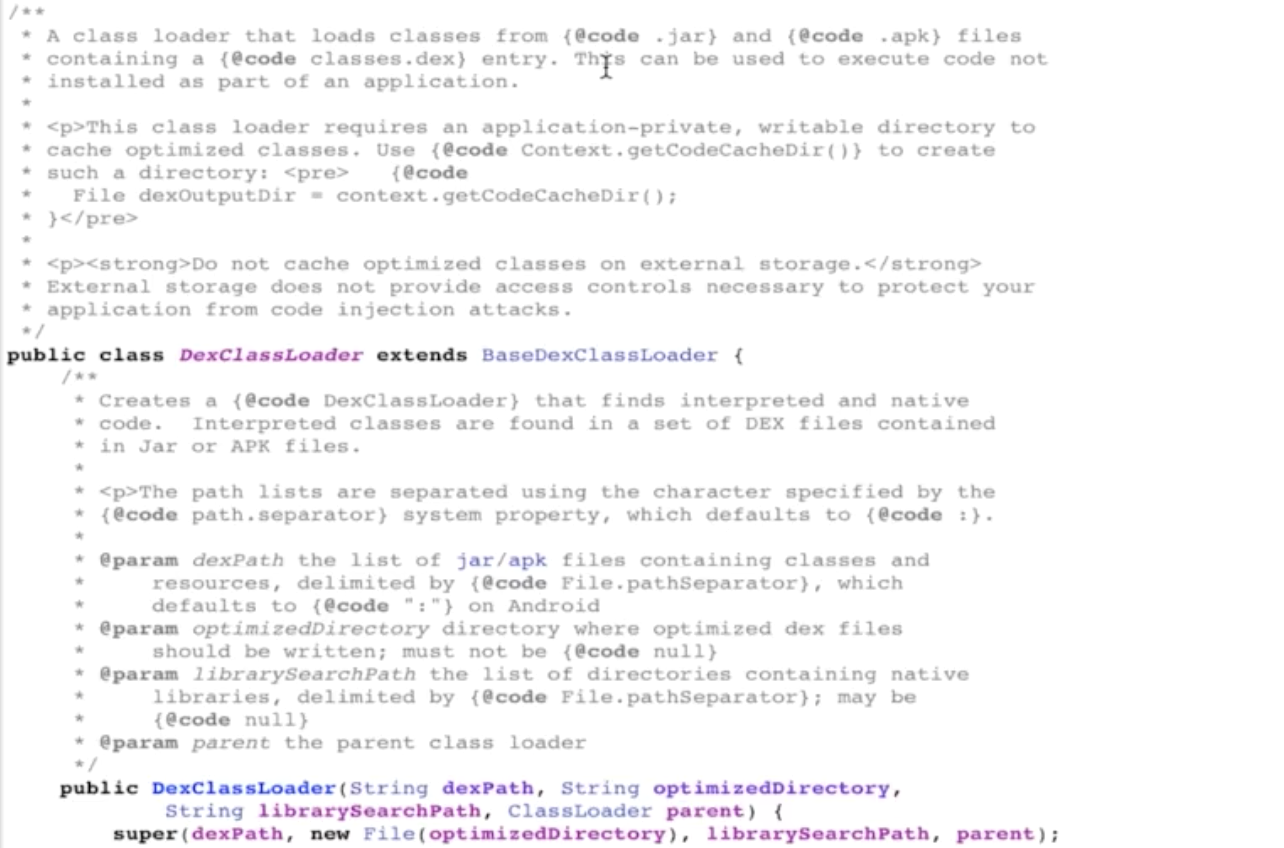 /**
 * A class loader that loads classes from {@code .jar} and {@code .apk} files
 * containing a {@code classes.dex} entry. This can be used to execute code not
 * installed as part of an application.
 *
 * <p>This class loader requires an application-private, writable directory to
 * cache optimized classes. Use {@code Context.getCodeCacheDir()} to create
 * such a directory: <pre>   {@code
 *   File dexOutputDir = context.getCodeCacheDir();
 * }</pre>
 *
 * <p><strong>Do not cache optimized classes on external storage.</strong>
 * External storage does not provide access controls necessary to protect your
 * application from code injection attacks.
 */
public class DexClassLoader extends BaseDexClassLoader {
    /**
     * Creates a {@code DexClassLoader} that finds interpreted and native
     * code.  Interpreted classes are found in a set of DEX files contained
     * in Jar or APK files.
     *
     * <p>The path lists are separated using the character specified by the
     * {@code path.separator} system property, which defaults to {@code :}.
     *
     * @param dexPath the list of jar/apk files containing classes and
     *     resources, delimited by {@code File.pathSeparator}, which
     *     defaults to {@code ":"} on Android
     * @param optimizedDirectory directory where optimized dex files
     *     should be written; must not be {@code null}
     * @param librarySearchPath the list of directories containing native
     *     libraries, delimited by {@code File.pathSeparator}; may be
     *     {@code null}
     * @param parent the parent class loader
     */
    public DexClassLoader(String dexPath, String optimizedDirectory,
            String librarySearchPath, ClassLoader parent) {
        super(dexPath, new File(optimizedDirectory), librarySearchPath, parent);